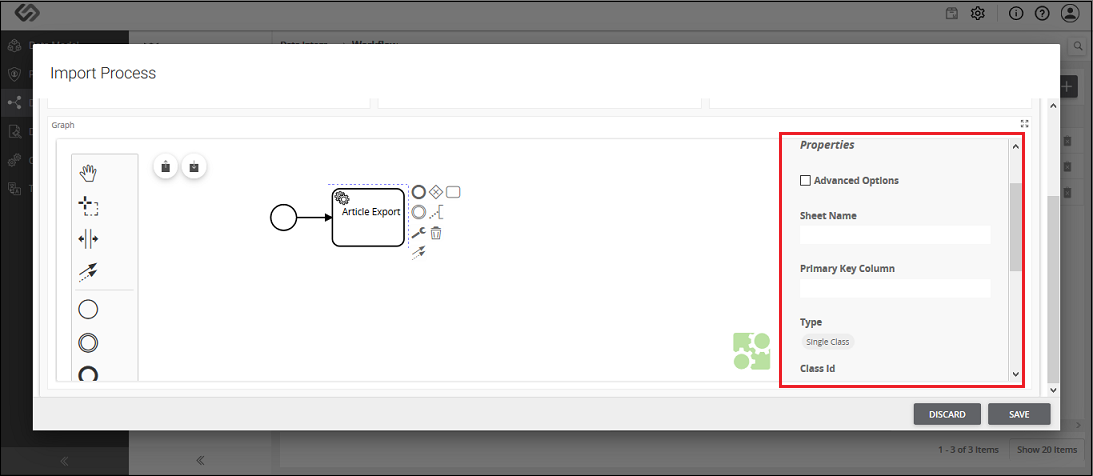 Workflow
Import Process
Graph
Article Export
Properties
Advanced Options
Sheet Name
Primary Key Column
Type
Single Class
Class Id
DISCARD
SAVE
1 - 3 of 3 Items
Show 20 Items